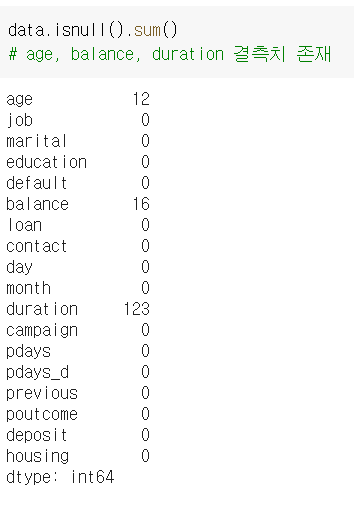 data.isnull().sum()
# age, balance, duration 결측치 존재
age 12
job 0
marital 0
education 0
default 0
balance 16
loan 0
contact 0
day 0
month 0
duration 123
campaign 0
pdays 0
pdays_d 0
previous 0
poutcome 0
deposit 0
housing 0
dtype: int64